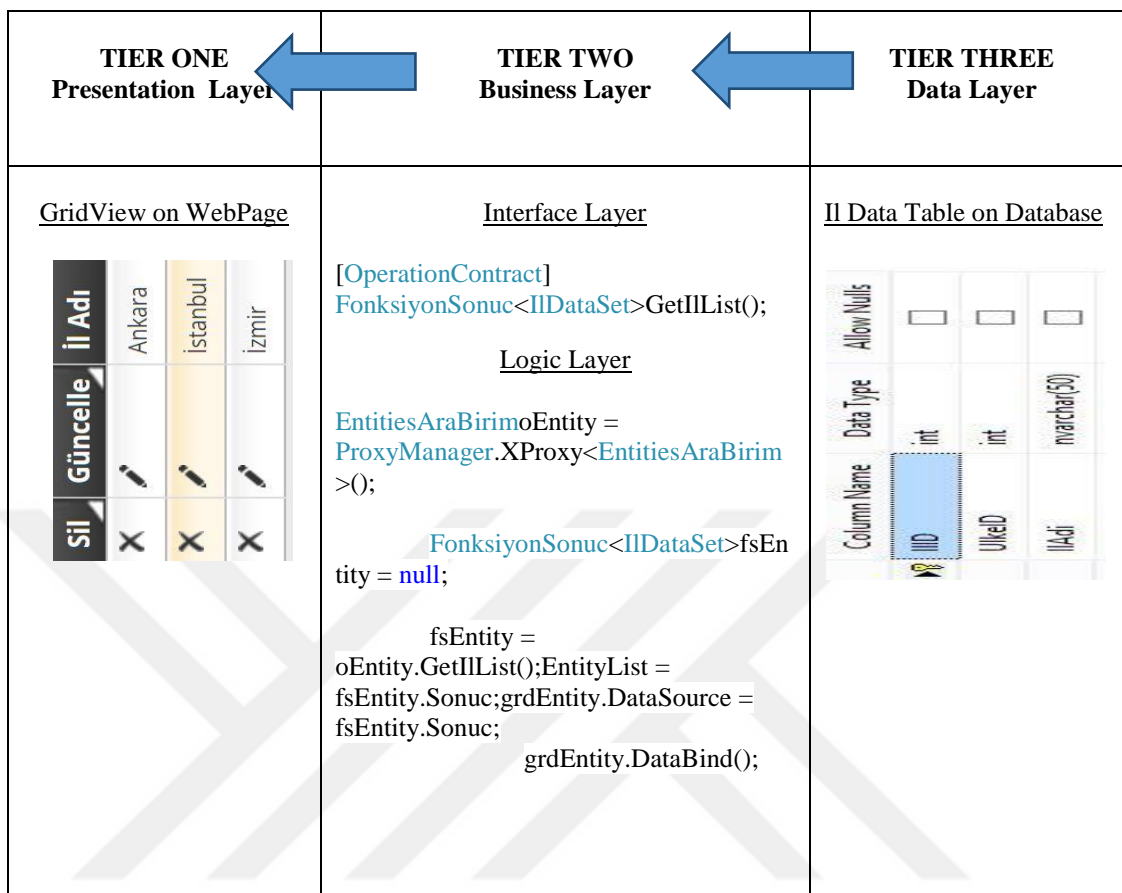 TIER ONE
Presentation Layer
TIER TWO
Business Layer
TIER THREE
Data Layer
GridView on WebPage
Sil Güncelle İl Adı
Ankara
İstanbul
İzmir
Interface Layer
[OperationContract]
FonksiyonSonuc<IlDataSet>GetIlList();
Logic Layer
EntitiesAraBirimoEntity =
ProxyManager.XProxy<EntitiesAraBirim
>();
FonksiyonSonuc<IlDataSet>fsEn
tity = null;
fsEntity =
oEntity.GetIlList();EntityList =
fsEntity.Sonuc;grdEntity.DataSource =
fsEntity.Sonuc;
grdEntity.DataBind();
Il Data Table on Database
Column Name Data Type Allow Nulls
IlID int
UlkeID int
IlAdi nvarchar(50)